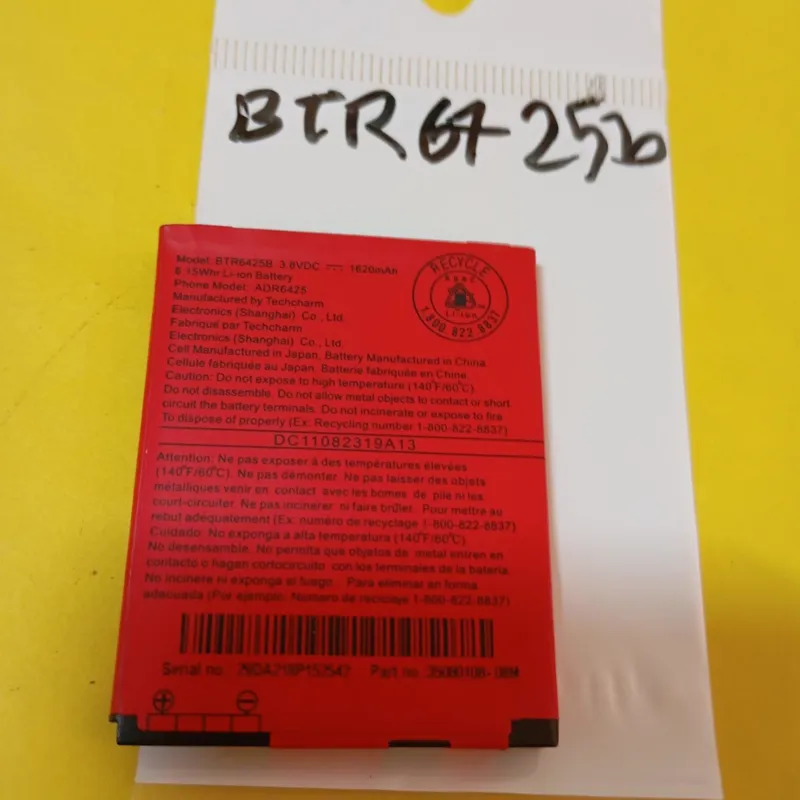 BTR6425b
Model: BTR6425B 3.8VDC ⎓ 1620mAh
6.15Whr Li-ion Battery
Phone Model: ADR6425
Manufactured by Techcharm
Electronics (Shanghai) Co., Ltd.
Fabriqué par Techcharm
Electronics (Shanghai) Co., Ltd.
Cell Manufactured in Japan, Battery Manufactured in China
Cellule fabriquée au Japan, Batterie fabriquée en Chine
Caution: Do not expose to high temperature (140°F/60°C).
Do not disassemble. Do not allow metal objects to contact or short
circuit the battery terminals. Do not incinerate or expose to fire
To dispose of properly (Ex: Recycling number 1-800-822-8837)
RECYCLE
RBRC
Li-ion
1.800.822.8837
DC11082319A13
Attention: Ne pas exposer à des températures élevées
(140°F/60°C). Ne pas démonter. Ne pas laisser des objets
métalliques venir en contact avec les bornes de pile ni les
court-circuiter. Ne pas incinerer ni faire brûler. Pour mettre au
rebut adequatement (Ex: numéro de recyclage 1-800-822-8837)
Cuidado: No exponga a alta temperatura (140°F/60°C)
No desensamble. No permita que objetos de metal entren en
contacto o hagan cortocircuito con los terminales de la bateria.
No incinere ni exponga al fuego. Para eliminar en forma
adecuada (Por ejemplo: Número de reciclaje 1-800-822-8837)
Serial no. Part no. 35H
+ −